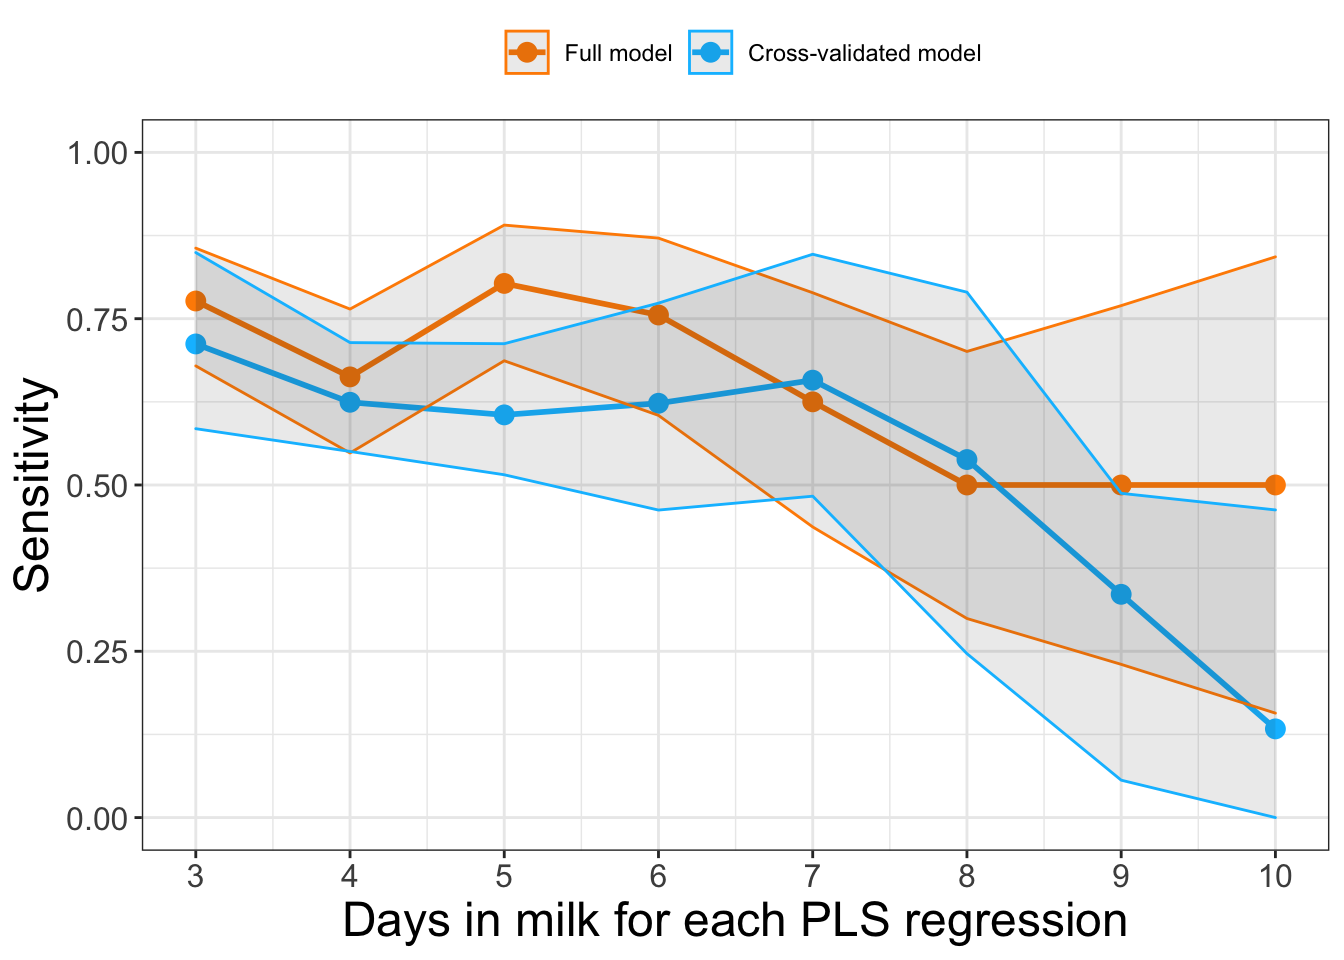 Full model Cross-validated model
1.00
0.75
0.50
0.25
0.00
Sensitivity
3 4 5 6 7 8 9 10
Days in milk for each PLS regression